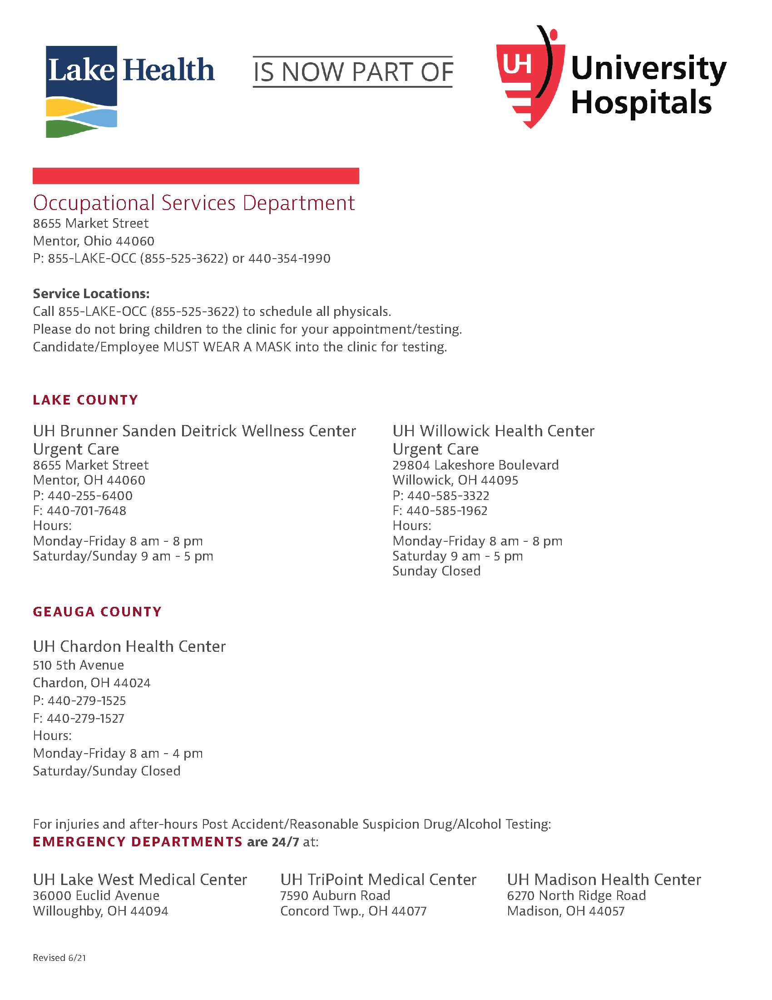 Lake Health
IS NOW PART OF
UH
University
Hospitals
Occupational Services Department
8655 Market Street
Mentor, Ohio 44060
P: 855-LAKE-OCC (855-525-3622) or 440-354-1990
Service Locations:
Call 855-LAKE-OCC (855-525-3622) to schedule all physicals.
Please do not bring children to the clinic for your appointment/testing.
Candidate/Employee MUST WEAR A MASK into the clinic for testing.
LAKE COUNTY
UH Brunner Sanden Deitrick Wellness Center
Urgent Care
8655 Market Street
Mentor, OH 44060
P: 440-255-6400
F: 440-701-7648
Hours:
Monday-Friday 8 am - 8 pm
Saturday/Sunday 9 am - 5 pm
UH Willowick Health Center
Urgent Care
29804 Lakeshore Boulevard
Willowick, OH 44095
P: 440-585-3322
F: 440-585-1962
Hours:
Monday-Friday 8 am - 8 pm
Saturday 9 am - 5 pm
Sunday Closed
GEAUGA COUNTY
UH Chardon Health Center
510 5th Avenue
Chardon, OH 44024
P: 440-279-1525
F: 440-279-1527
Hours:
Monday-Friday 8 am - 4 pm
Saturday/Sunday Closed
For injuries and after-hours Post Accident/Reasonable Suspicion Drug/Alcohol Testing:
EMERGENCY DEPARTMENTS are 24/7 at:
UH Lake West Medical Center
36000 Euclid Avenue
Willoughby, OH 44094
UH TriPoint Medical Center
7590 Auburn Road
Concord Twp., OH 44077
UH Madison Health Center
6270 North Ridge Road
Madison, OH 44057
Revised 6/21